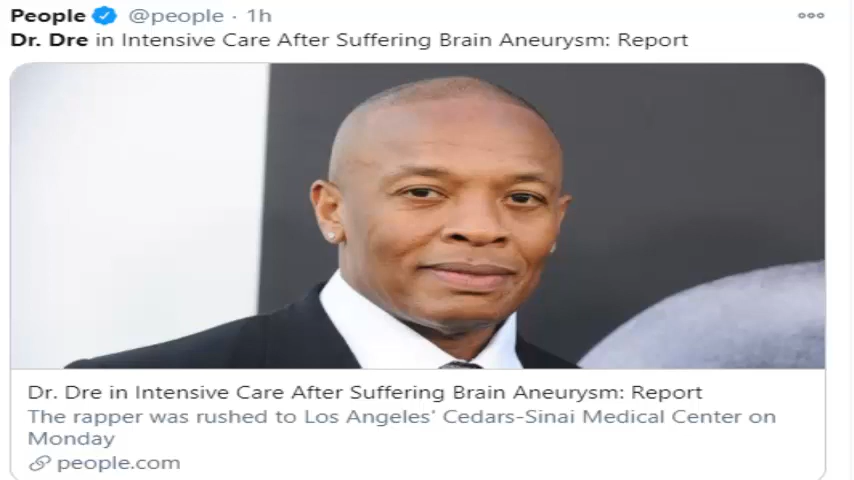 People @people · 1h
Dr. Dre in Intensive Care After Suffering Brain Aneurysm: Report
Dr. Dre in Intensive Care After Suffering Brain Aneurysm: Report
The rapper was rushed to Los Angeles' Cedars-Sinai Medical Center on
Monday
people.com